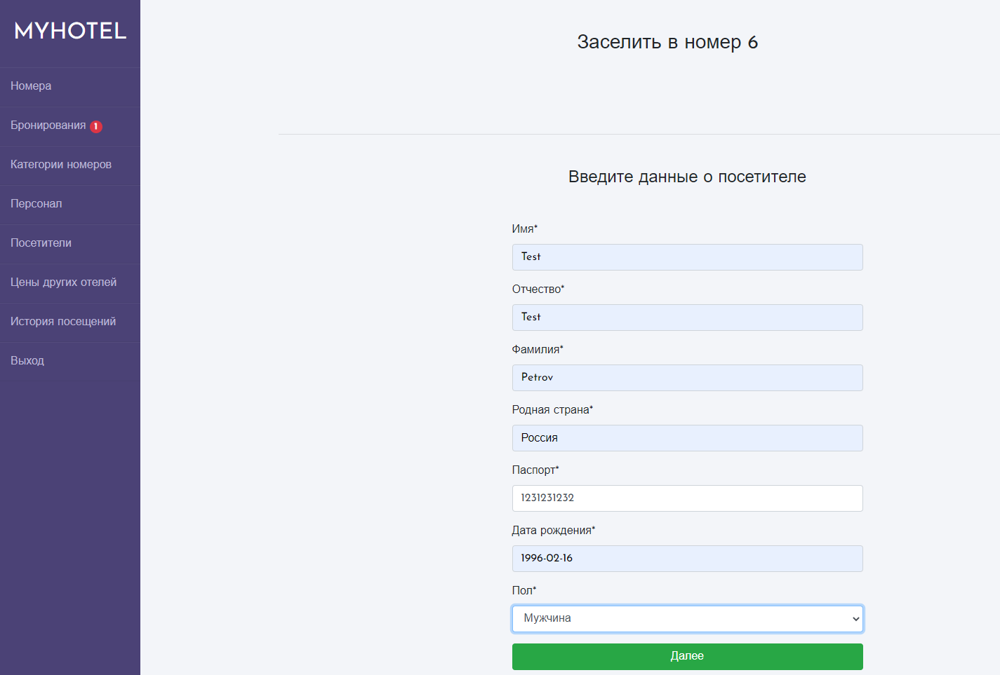 MYHOTEL
Номера
Бронирования 1
Категории номеров
Персонал
Посетители
Цены других отелей
История посещений
Выход
Заселить в номер 6
Введите данные о посетителе
Имя*
Test
Отчество*
Test
Фамилия*
Petrov
Родная страна*
Россия
Паспорт*
1231231232
Дата рождения*
1996-02-16
Пол*
Мужчина
Далее